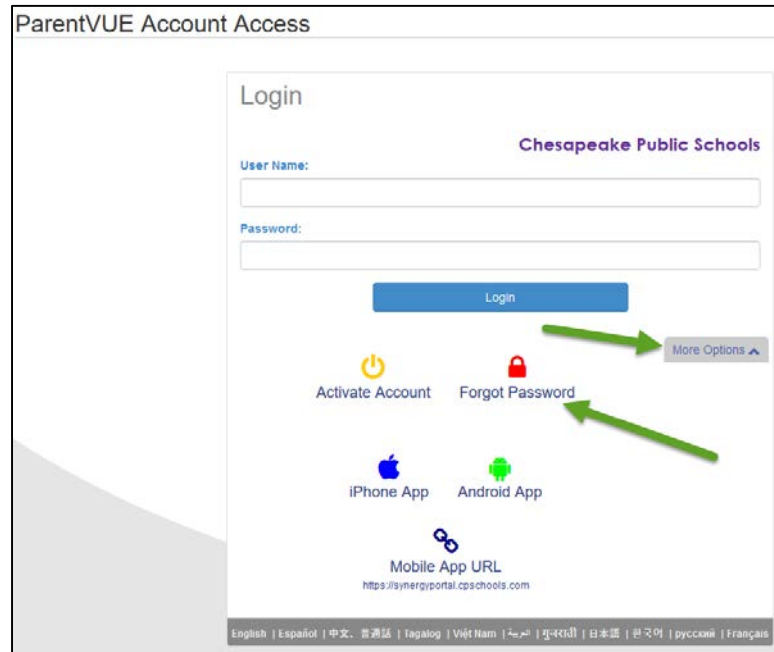 ParentVUE Account Access
Login
Chesapeake Public Schools
User Name:
Password:
Login
More Options
Activate Account Forgot Password
iPhone App Android App
Mobile App URL
https://synergyportal.cpschools.com
English | Español | 中文、普通話 | Tagalog | Việt Nam | العربية | ગુજરાતી | 日本語 | 한국어 | русский | Français